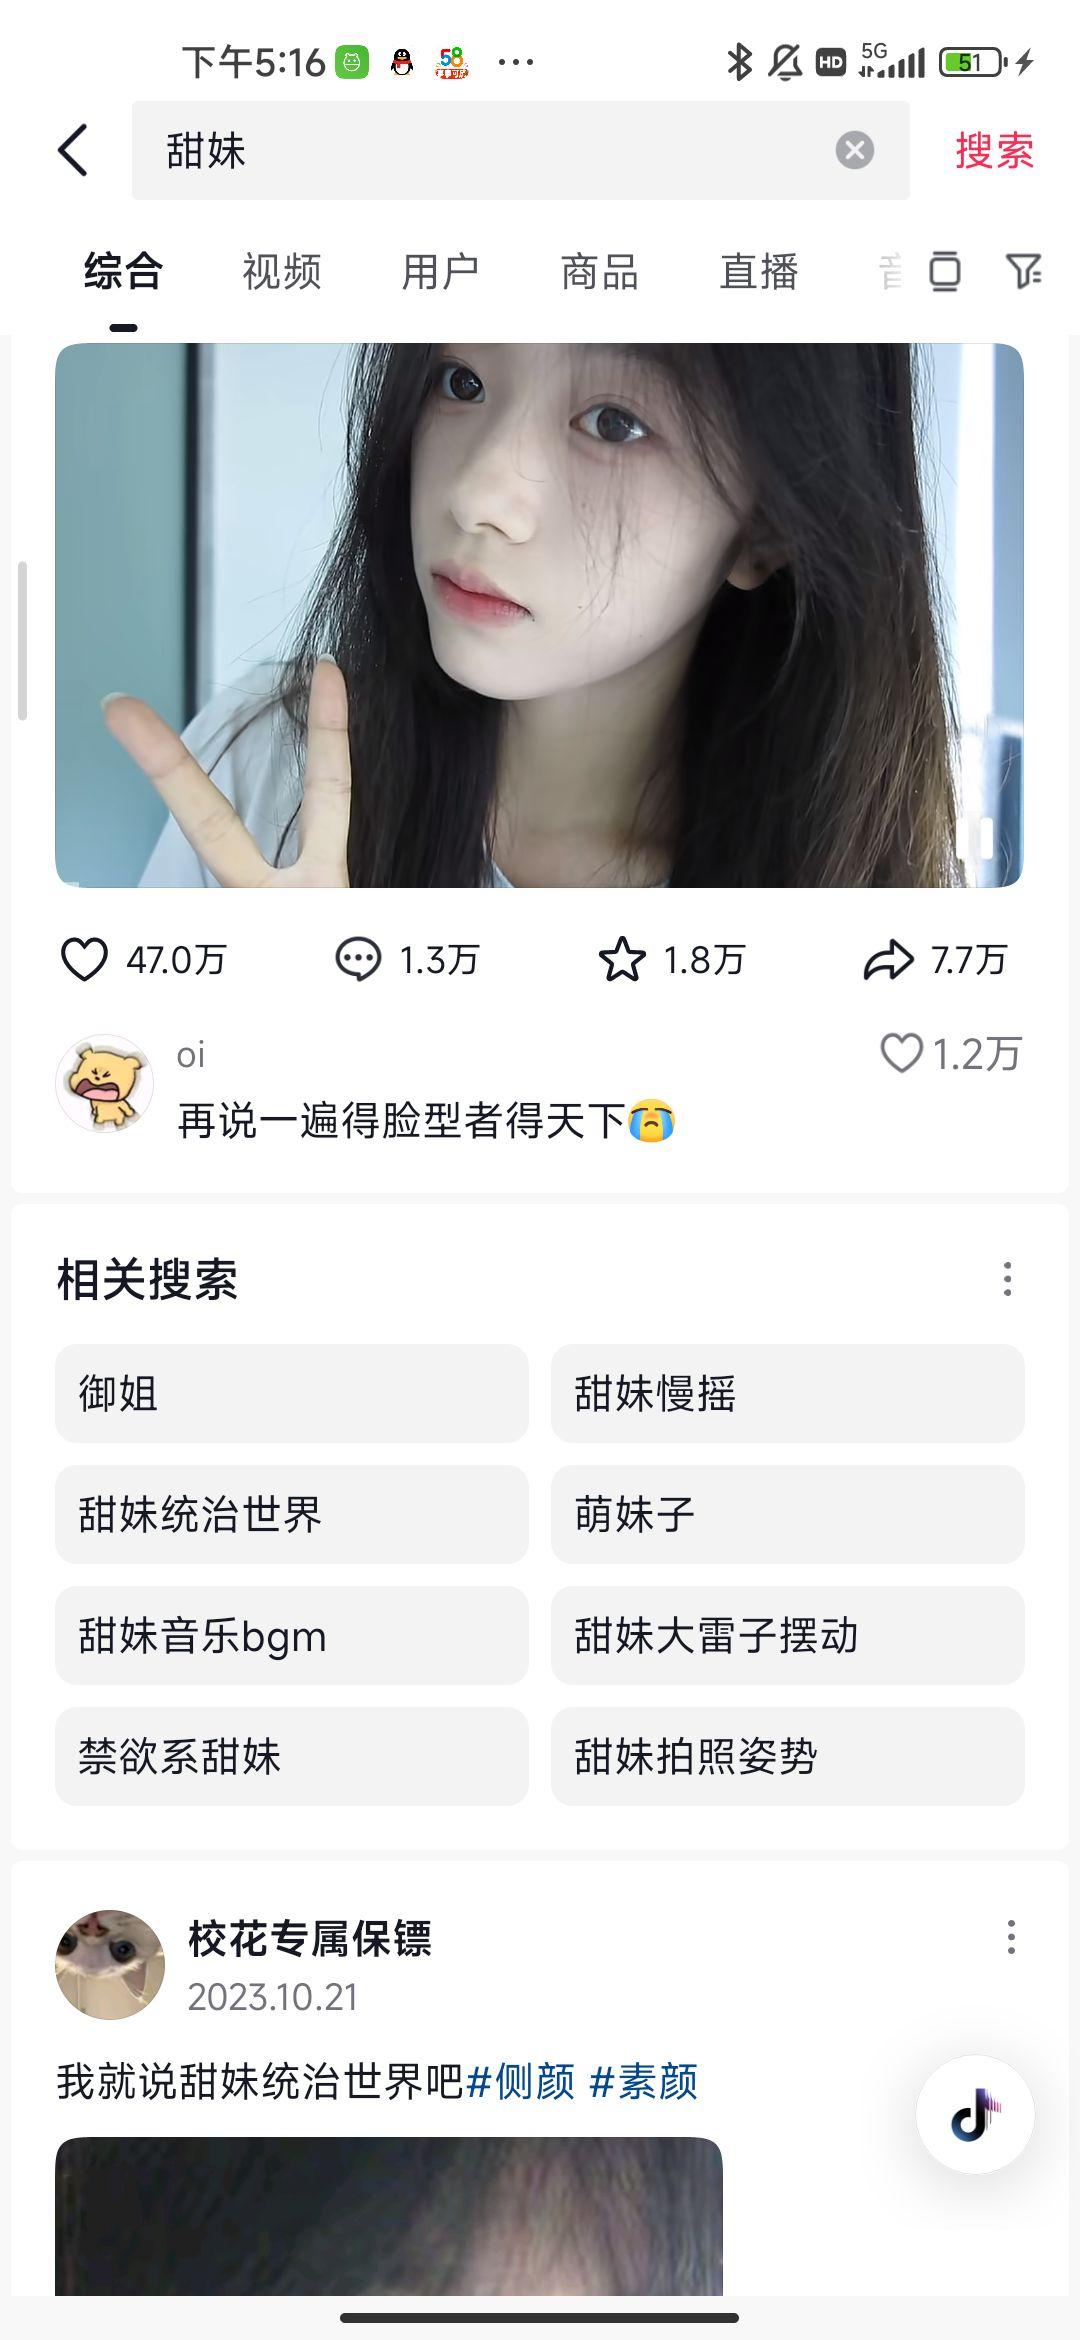 下午5:16
58
HD
5G
51
甜妹
搜索
综合
视频
用户
商品
直播
47.0万
1.3万
1.8万
7.7万
oi
1.2万
再说一遍得脸型者得天下😭
相关搜索
御姐
甜妹慢摇
甜妹统治世界
萌妹子
甜妹音乐bgm
甜妹大雷子摆动
禁欲系甜妹
甜妹拍照姿势
校花专属保镖
2023.10.21
我就说甜妹统治世界吧#侧颜 #素颜